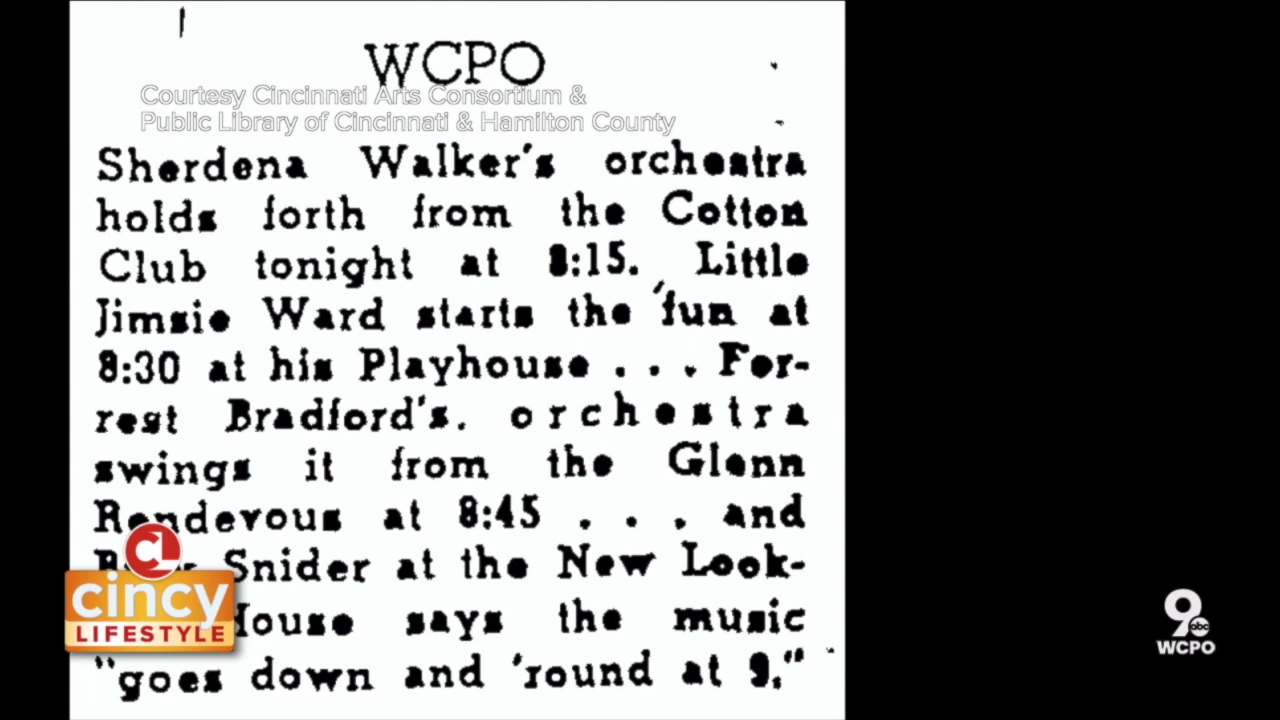 WCPO
Courtesy Cincinnati Arts Consortium &
Public Library of Cincinnati & Hamilton County
Sherdena Walker's orchestra
holds forth from the Cotton
Club tonight at 8:15. Little
Jimsie Ward starts the fun at
8:30 at his Playhouse . . . For-
rest Bradford's. orchestra
swings it from the Glenn
Rendevous at 8:45 . . . and
Snider at the New Look-
House says the music
"goes down and 'round at 9."
CL
cincy
LIFESTYLE
9
abc
WCPO